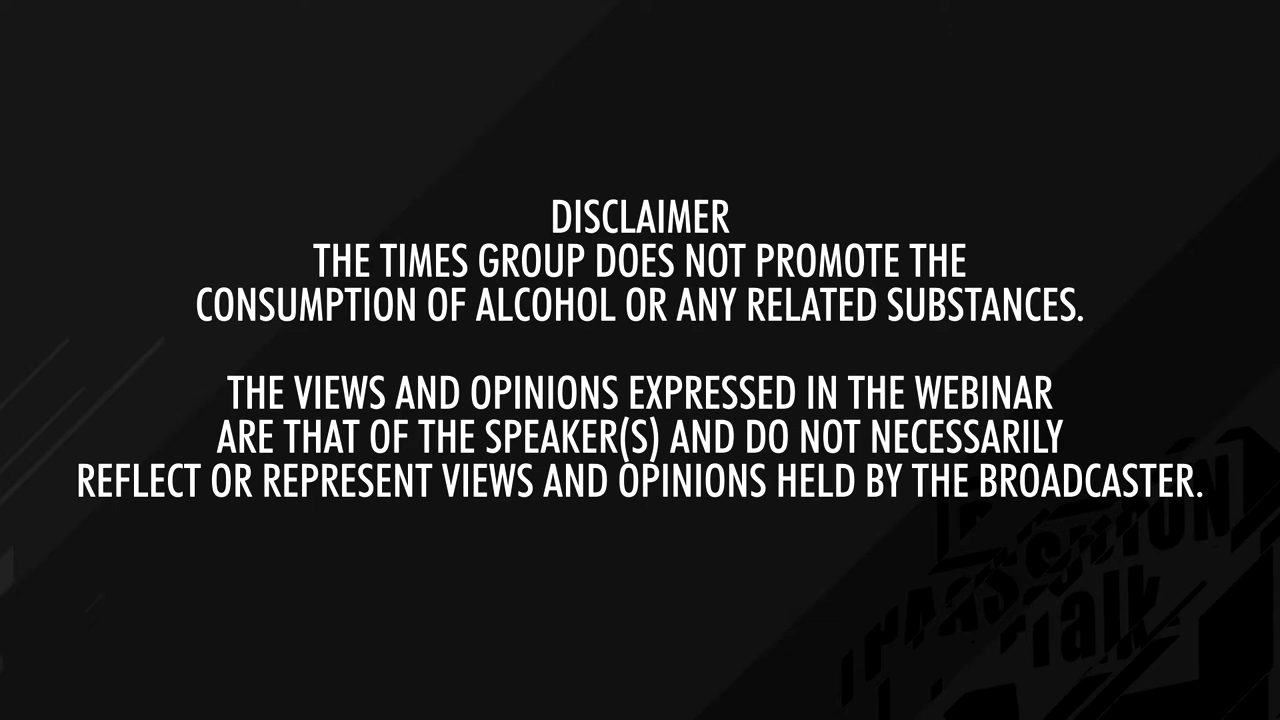 DISCLAIMER
THE TIMES GROUP DOES NOT PROMOTE THE
CONSUMPTION OF ALCOHOL OR ANY RELATED SUBSTANCES.
THE VIEWS AND OPINIONS EXPRESSED IN THE WEBINAR
ARE THAT OF THE SPEAKER(S) AND DO NOT NECESSARILY
REFLECT OR REPRESENT VIEWS AND OPINIONS HELD BY THE BROADCASTER.
Talk